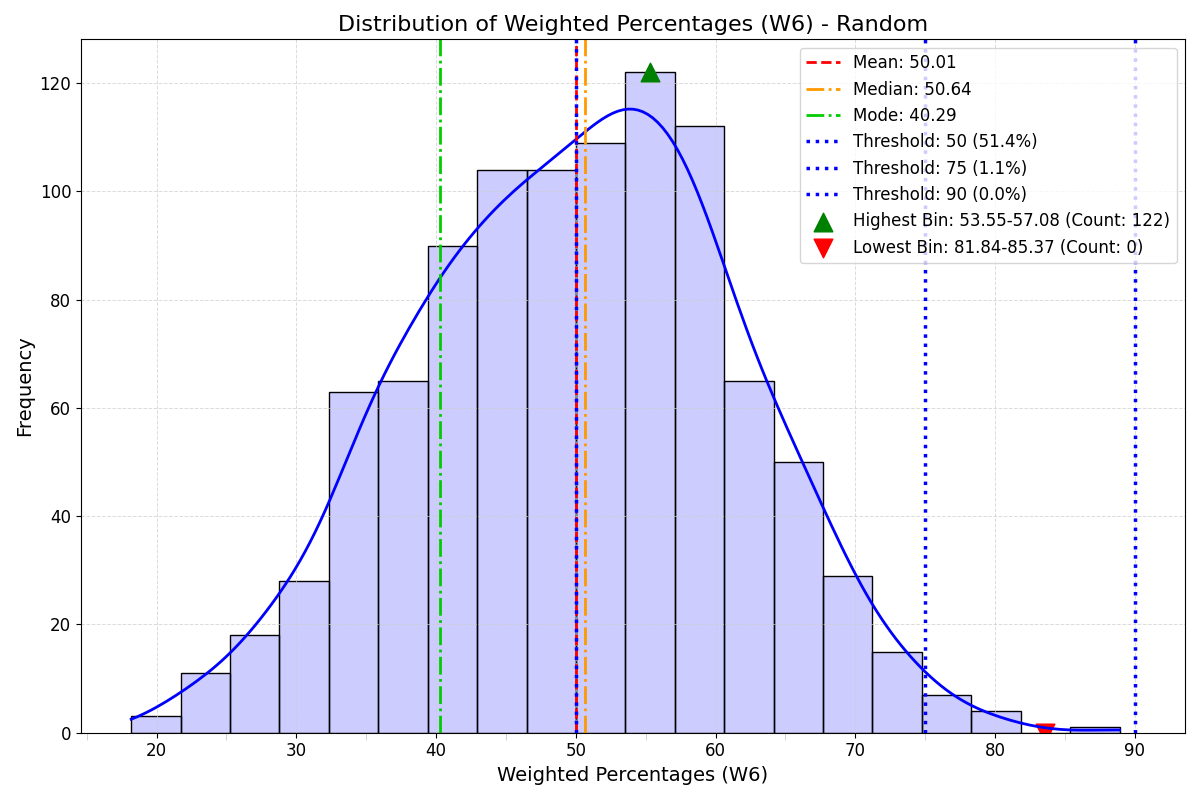 Distribution of Weighted Percentages (W6) - Random
Mean: 50.01
Median: 50.64
Mode: 40.29
Threshold: 50 (51.4%)
Threshold: 75 (1.1%)
Threshold: 90 (0.0%)
Highest Bin: 53.55-57.08 (Count: 122)
Lowest Bin: 81.84-85.37 (Count: 0)
Frequency
120
100
80
60
40
20
0
20 30 40 50 60 70 80 90
Weighted Percentages (W6)